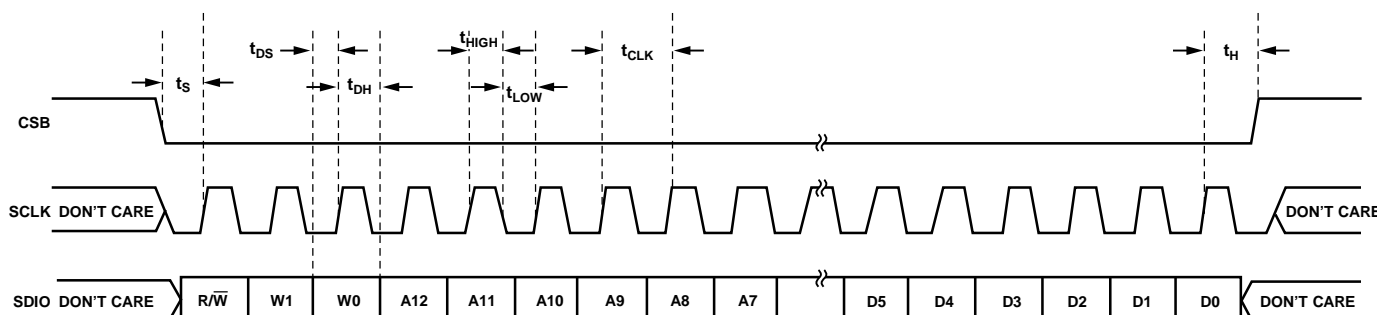 tDS
tHIGH
tCLK
tH
tS
tDH
tLOW
CSB
SCLK DON'T CARE
DON'T CARE
SDIO DON'T CARE R/W̅ W1 W0 A12 A11 A10 A9 A8 A7 D5 D4 D3 D2 D1 D0 DON'T CARE